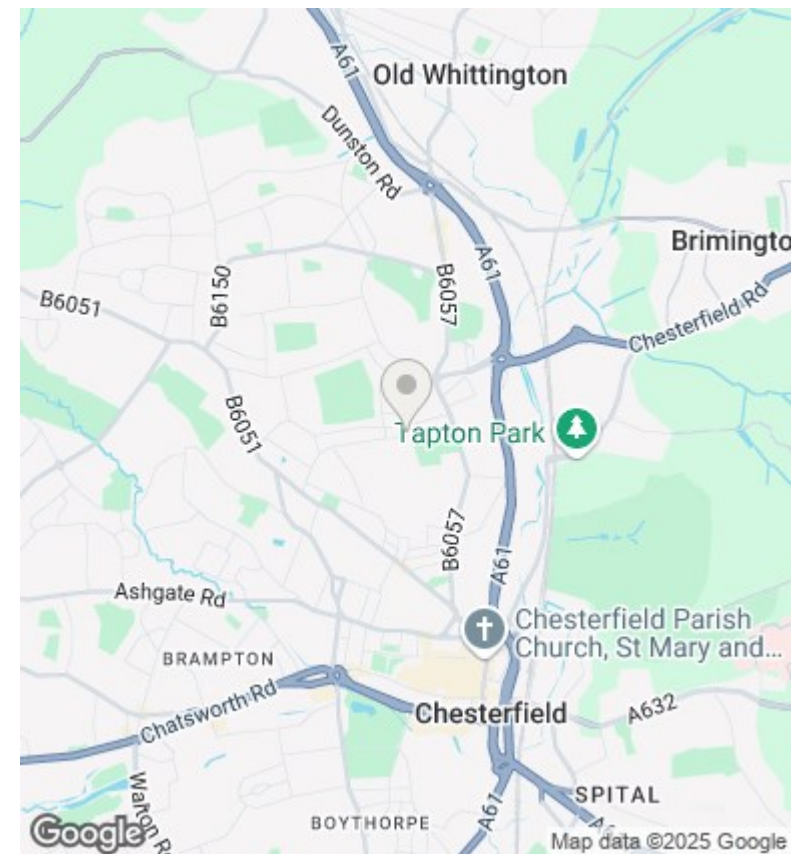 A61
Old Whittington
Dunston Rd
A61
Brimingto
B6150
B6057
B6051
Chesterfield Rd
B6051
Tapton Park
B6057
A61
Ashgate Rd
Chesterfield Parish
Church, St Mary and...
BRAMPTON
Chatsworth Rd
Chesterfield
A632
Walton R
A61
SPITAL
BOYTHORPE
Google
Map data ©2025 Google